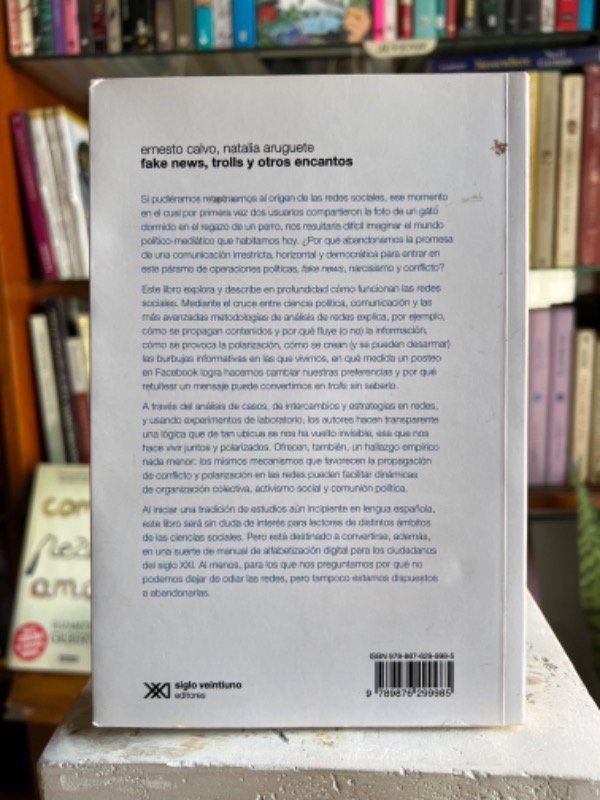 ernesto calvo, natalia aruguete
fake news, trolls y otros encantos
Si pudiéramos retrotraernos al origen de las redes sociales, ese momento
en el cual por primera vez dos usuarios compartieron la foto de un gato
dormido en el regazo de un perro, nos resultaría difícil imaginar el mundo
político-mediático que habitamos hoy. ¿Por qué abandonamos la promesa
de una comunicación irrestricta, horizontal y democrática para entrar en
este páramo de operaciones políticas, fake news, narcisismo y conflicto?
Este libro explora y describe en profundidad cómo funcionan las redes
sociales. Mediante el cruce entre ciencia política, comunicación y las
más avanzadas metodologías de análisis de redes explica, por ejemplo,
cómo se propagan contenidos y por qué fluye (o no) la información,
cómo se provoca la polarización, cómo se crean (y se pueden desarmar)
las burbujas informativas en las que vivimos, en qué medida un posteo
en Facebook logra hacernos cambiar nuestras preferencias y por qué
retuitear un mensaje puede convertirnos en trolls sin saberlo.
A través del análisis de casos, de intercambios y estrategias en redes,
y usando experimentos de laboratorio, los autores hacen transparente
una lógica que de tan ubicua se nos ha vuelto invisible, esa que nos
hace vivir juntos y polarizados. Ofrecen, también, un hallazgo empírico
nada menor: los mismos mecanismos que favorecen la propagación
de conflicto y polarización en las redes pueden facilitar dinámicas
de organización colectiva, activismo social y comunión política.
Al iniciar una tradición de estudios aún incipiente en lengua española,
este libro será sin duda de interés para lectores de distintos ámbitos
de las ciencias sociales. Pero está destinado a convertirse, además,
en una suerte de manual de alfabetización digital para los ciudadanos
del siglo XXI. Al menos, para los que nos preguntamos por qué no
podemos dejar de odiar las redes, pero tampoco estamos dispuestos
a abandonarlas.
ISBN 978-987-629-998-5
siglo veintiuno
editores
9 789876 299985